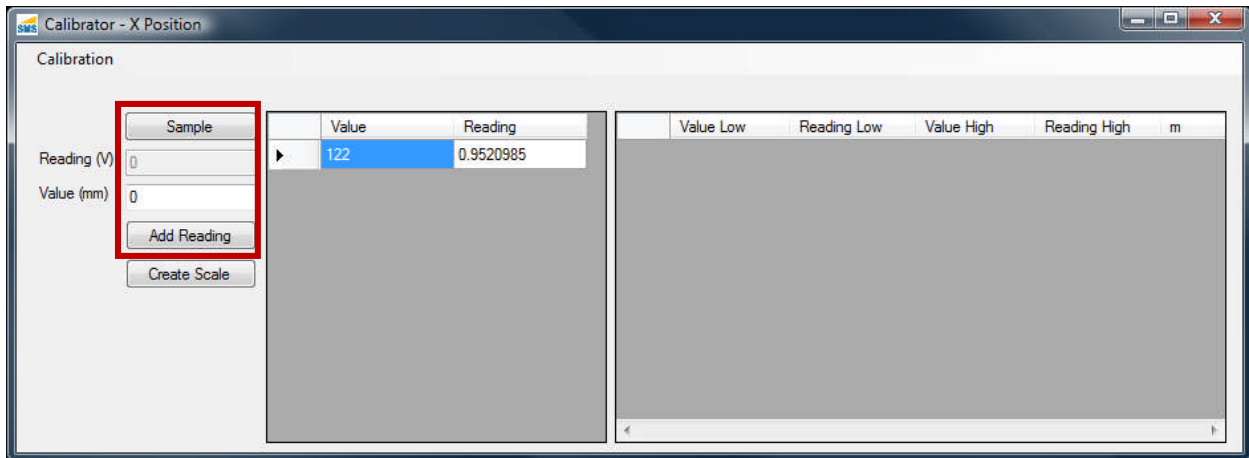 SMS Calibrator - X Position
Calibration
Sample
Reading (V) 0
Value (mm) 0
Add Reading
Create Scale
Value Reading
122 0.9520985
Value Low Reading Low Value High Reading High m